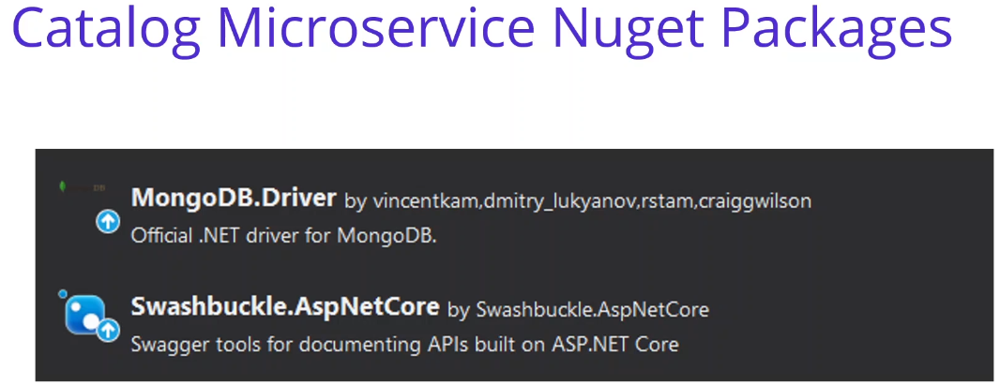 Catalog Microservice Nuget Packages
MongoDB.Driver by vincentkam,dmitry_lukyanov,rstam,craiggwilson
Official .NET driver for MongoDB.
Swashbuckle.AspNetCore by Swashbuckle.AspNetCore
Swagger tools for documenting APIs built on ASP.NET Core